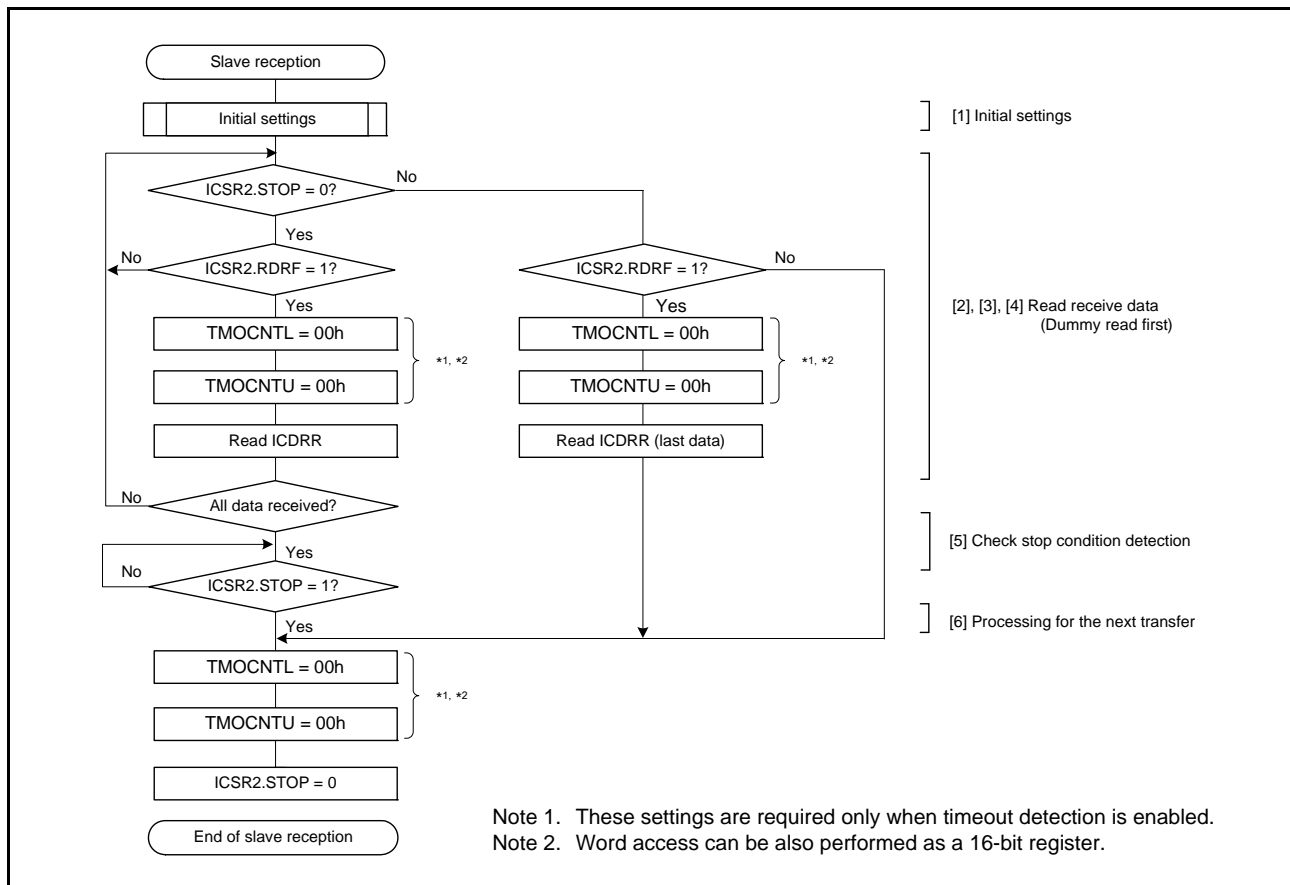 Slave reception
Initial settings
[1] Initial settings
ICSR2.STOP = 0?
No
Yes
No
ICSR2.RDRF = 1?
Yes
ICSR2.RDRF = 1?
No
Yes
[2], [3], [4] Read receive data
(Dummy read first)
TMOCNTL = 00h
TMOCNTU = 00h
*1, *2
TMOCNTL = 00h
TMOCNTU = 00h
*1, *2
Read ICDRR
Read ICDRR (last data)
No
All data received?
Yes
[5] Check stop condition detection
No
ICSR2.STOP = 1?
Yes
[6] Processing for the next transfer
TMOCNTL = 00h
TMOCNTU = 00h
*1, *2
ICSR2.STOP = 0
End of slave reception
Note 1. These settings are required only when timeout detection is enabled.
Note 2. Word access can be also performed as a 16-bit register.